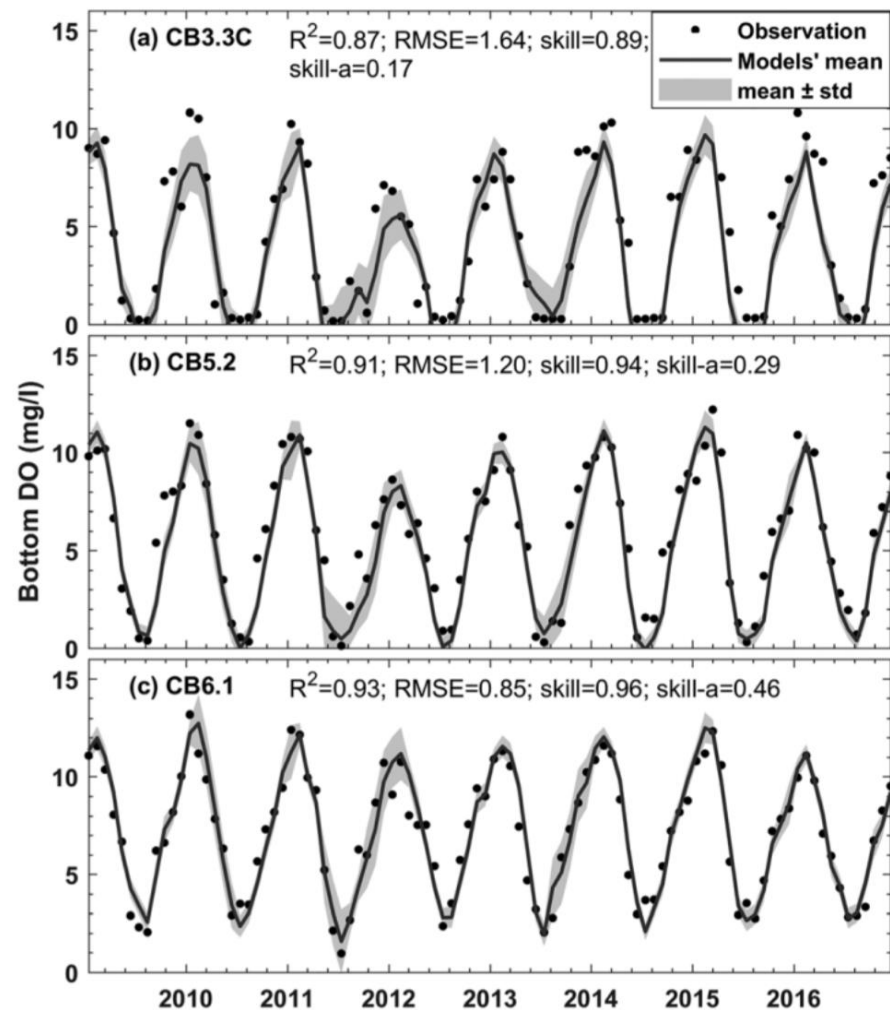 (a) CB3.3C
R²=0.87; RMSE=1.64; skill=0.89;
skill-a=0.17
Observation
Models' mean
mean ± std
15
10
5
0
(b) CB5.2
R²=0.91; RMSE=1.20; skill=0.94; skill-a=0.29
15
10
5
0
Bottom DO (mg/l)
(c) CB6.1
R²=0.93; RMSE=0.85; skill=0.96; skill-a=0.46
15
10
5
0
2010 2011 2012 2013 2014 2015 2016